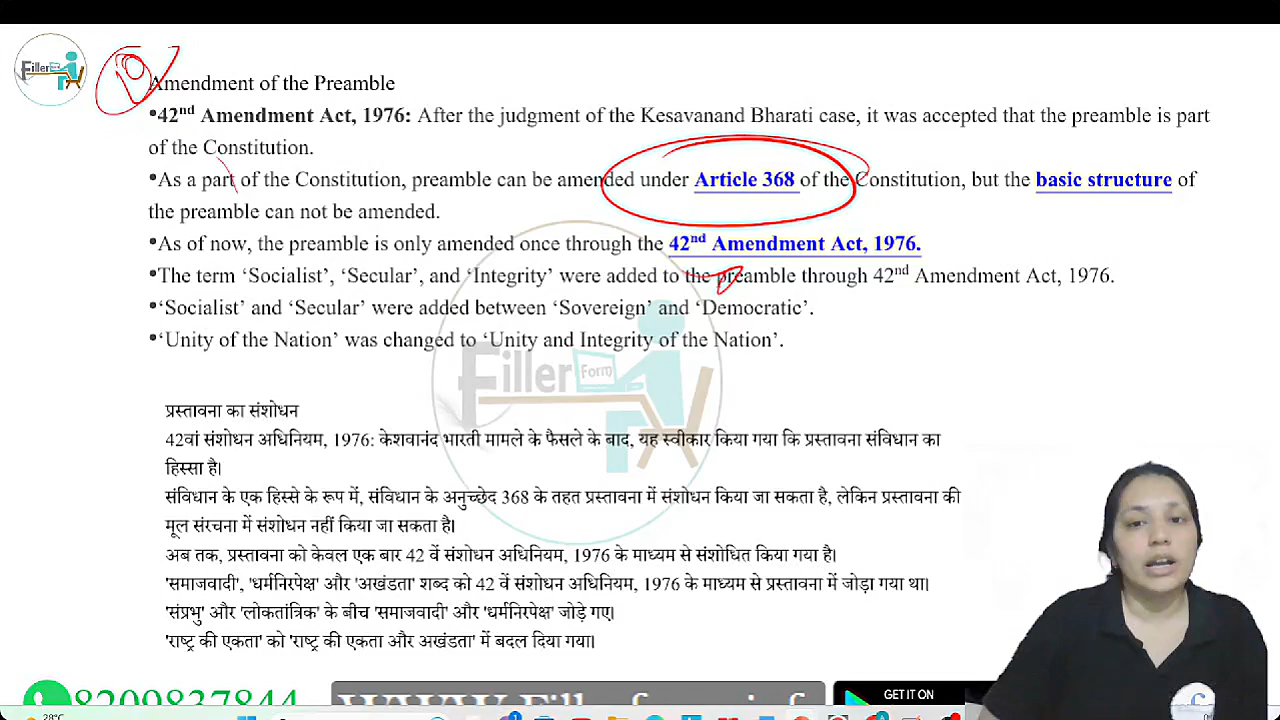 Filler
10
Amendment of the Preamble
•42nd Amendment Act, 1976: After the judgment of the Kesavanand Bharati case, it was accepted that the preamble is part
of the Constitution.
•As a part of the Constitution, preamble can be amended under Article 368 of the Constitution, but the basic structure of
the preamble can not be amended.
•As of now, the preamble is only amended once through the 42nd Amendment Act, 1976.
•The term ‘Socialist’, ‘Secular’, and ‘Integrity’ were added to the preamble through 42nd Amendment Act, 1976.
•‘Socialist’ and ‘Secular’ were added between ‘Sovereign’ and ‘Democratic’.
•‘Unity of the Nation’ was changed to ‘Unity and Integrity of the Nation’.
Filler Form
प्रस्तावना का संशोधन
42वां संशोधन अधिनियम, 1976: केशवानंद भारती मामले के फैसले के बाद, यह स्वीकार किया गया कि प्रस्तावना संविधान का
हिस्सा है।
संविधान के एक हिस्से के रूप में, संविधान के अनुच्छेद 368 के तहत प्रस्तावना में संशोधन किया जा सकता है, लेकिन प्रस्तावना की
मूल संरचना में संशोधन नहीं किया जा सकता है।
अब तक, प्रस्तावना को केवल एक बार 42 वें संशोधन अधिनियम, 1976 के माध्यम से संशोधित किया गया है।
'समाजवादी', 'धर्मनिरपेक्ष' और 'अखंडता' शब्द को 42 वें संशोधन अधिनियम, 1976 के माध्यम से प्रस्तावना में जोड़ा गया था।
'संप्रभु' और 'लोकतांत्रिक' के बीच 'समाजवादी' और 'धर्मनिरपेक्ष' जोड़े गए।
'राष्ट्र की एकता' को 'राष्ट्र की एकता और अखंडता' में बदल दिया गया।
8209837844
GET IT ON
28°C